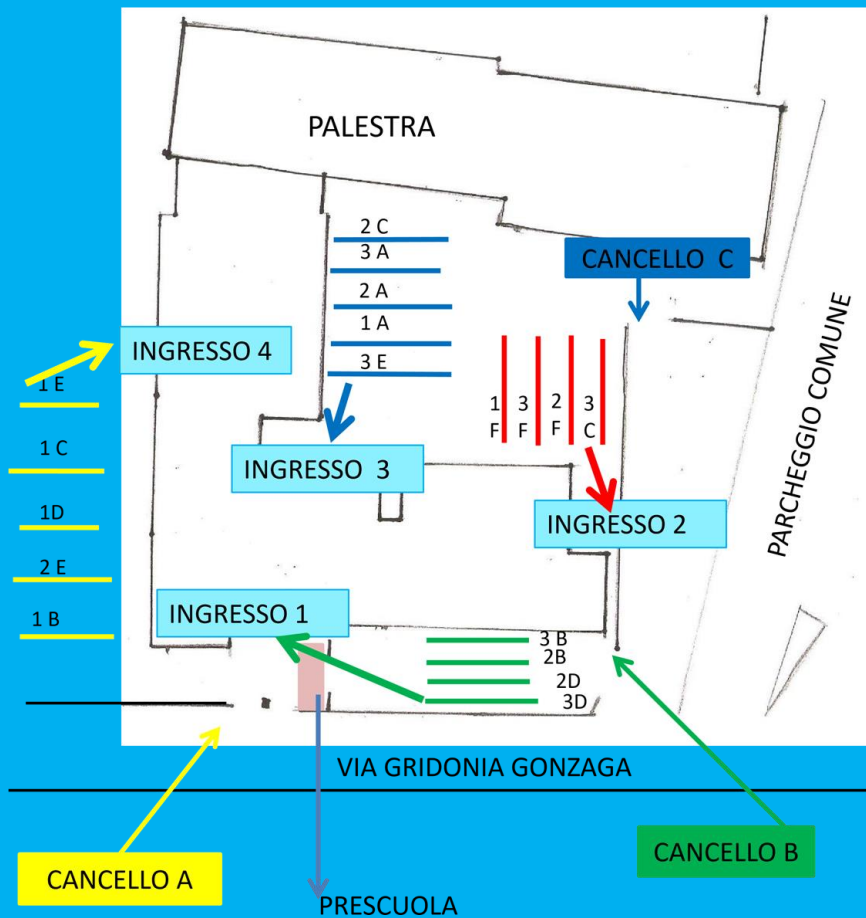 PALESTRA
2 C
3 A
2 A
1 A
3 E
CANCELLO C
INGRESSO 4
1 E
1 C
1D
2 E
1 B
1
F
3
F
2
F
3
C
INGRESSO 3
INGRESSO 2
PARCHEGGIO COMUNE
INGRESSO 1
3 B
2B
2D
3D
VIA GRIDONIA GONZAGA
CANCELLO A
CANCELLO B
PRESCUOLA